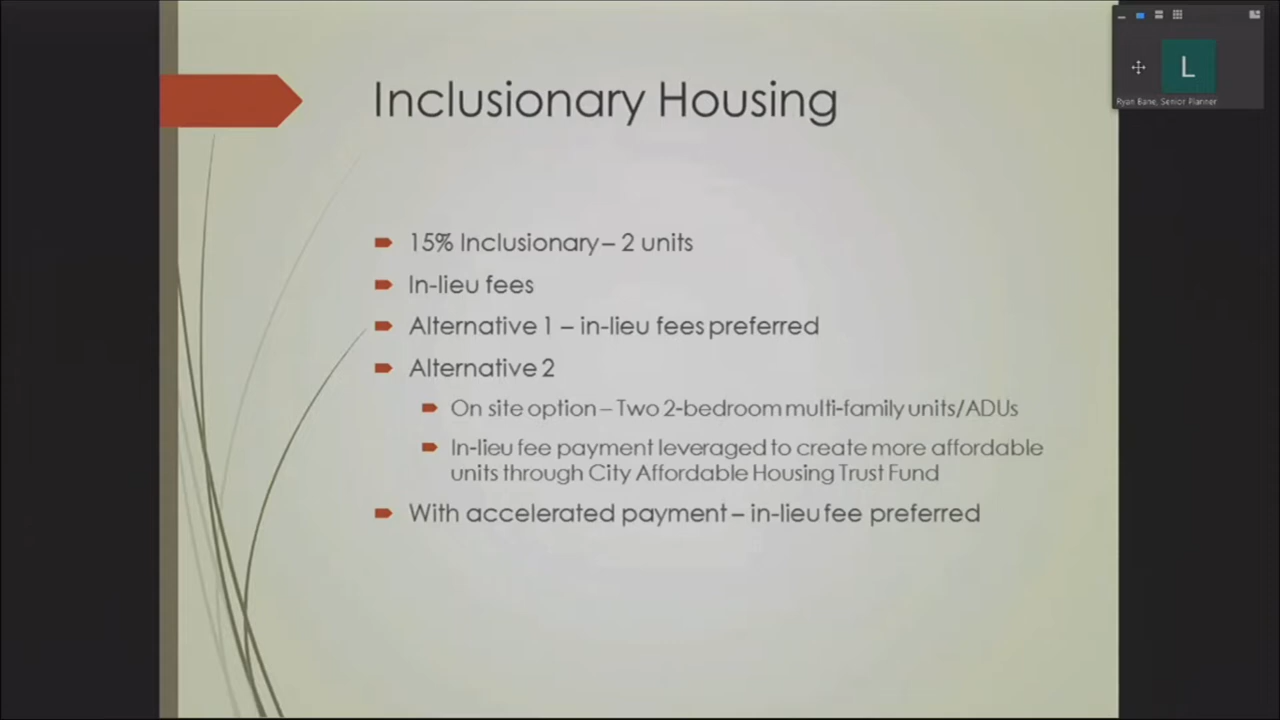 Inclusionary Housing
15% Inclusionary – 2 units
In-lieu fees
Alternative 1 – in-lieu fees preferred
Alternative 2
On site option – Two 2-bedroom multi-family units/ADUs
In-lieu fee payment leveraged to create more affordable
units through City Affordable Housing Trust Fund
With accelerated payment – in-lieu fee preferred
L
Ryan Bane, Senior Planner